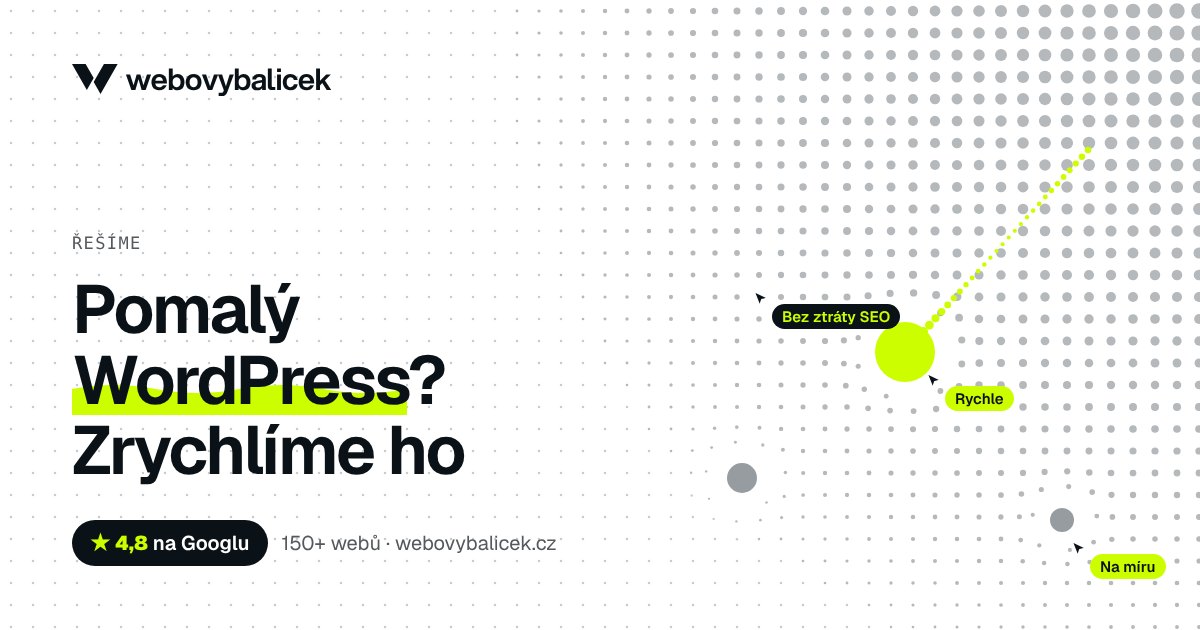 webovybalicek
ŘEŠÍME
Pomalý
WordPress?
Zrychlíme ho
★ 4,8 na Googlu
150+ webů · webovybalicek.cz
Bez ztráty SEO
Rychle
Na míru